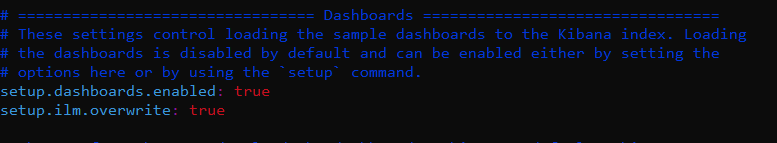 # ================================= Dashboards =================================
# These settings control loading the sample dashboards to the Kibana index. Loading
# the dashboards is disabled by default and can be enabled either by setting the
# options here or by using the `setup` command.
setup.dashboards.enabled: true
setup.ilm.overwrite: true